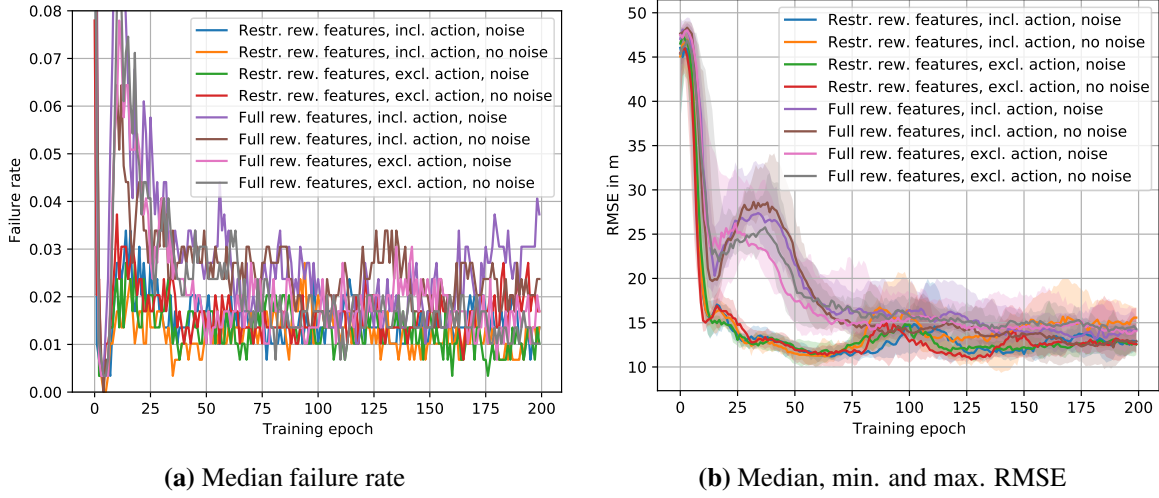 0.08
0.07
0.06
0.05
0.04
0.03
0.02
0.01
0.00
Failure rate
0 25 50 75 100 125 150 175 200
Training epoch
Restr. rew. features, incl. action, noise
Restr. rew. features, incl. action, no noise
Restr. rew. features, excl. action, noise
Restr. rew. features, excl. action, no noise
Full rew. features, incl. action, noise
Full rew. features, incl. action, no noise
Full rew. features, excl. action, noise
Full rew. features, excl. action, no noise
(a) Median failure rate
50
45
40
35
30
25
20
15
10
RMSE in m
0 25 50 75 100 125 150 175 200
Training epoch
Restr. rew. features, incl. action, noise
Restr. rew. features, incl. action, no noise
Restr. rew. features, excl. action, noise
Restr. rew. features, excl. action, no noise
Full rew. features, incl. action, noise
Full rew. features, incl. action, no noise
Full rew. features, excl. action, noise
Full rew. features, excl. action, no noise
(b) Median, min. and max. RMSE